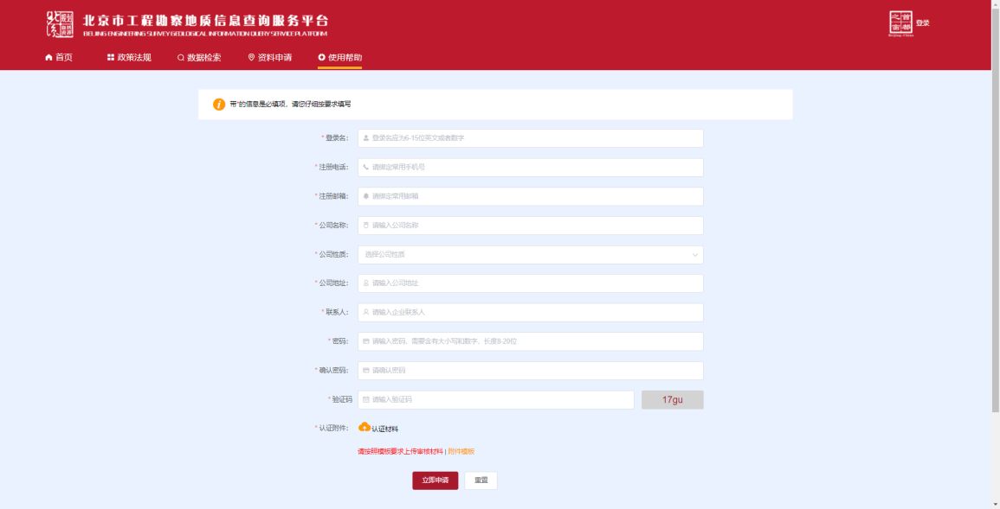 北京市工程勘察地质信息查询服务平台
BEIJING ENGINEERING SURVEY GEOLOGICAL INFORMATION QUERY SERVICE PLATFORM
首都之窗
Beijing-China
登录
首页 政策法规 数据检索 资料申请 使用帮助
带*的信息是必填项，请您仔细按要求填写
*登录名： 登录名应为6-15位英文或者数字
*注册电话： 请绑定常用手机号
*注册邮箱： 请绑定常用邮箱
*公司名称： 请输入公司名称
*公司性质： 选择公司性质
*公司地址： 请输入公司地址
*联系人： 请输入企业联系人
*密码： 请输入密码，需要含有大小写和数字，长度8-20位
*确认密码： 请确认密码
*验证码 请输入验证码 17gu
*认证附件： 认证材料
请按照模板要求上传审核材料 | 附件模板
立即申请 重置